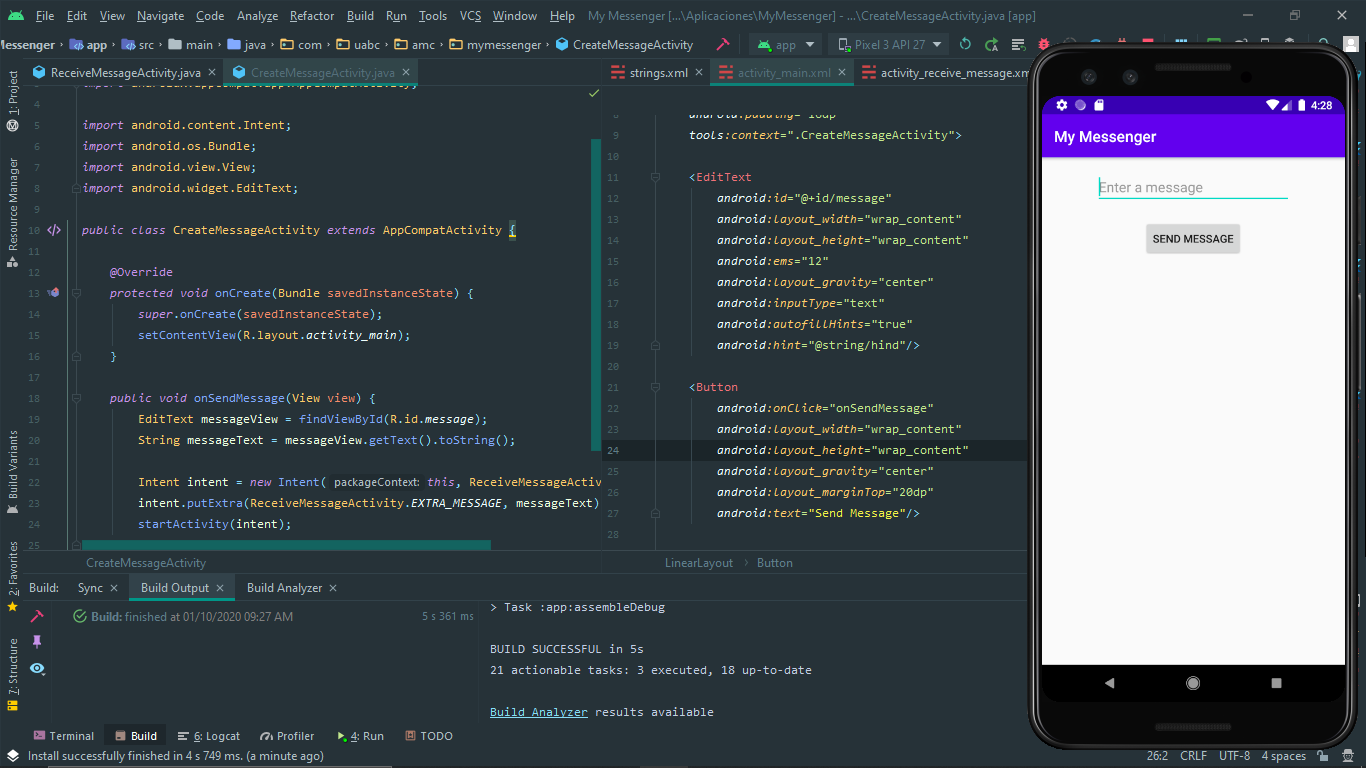 File Edit View Navigate Code Analyze Refactor Build Run Tools VCS Window Help My Messenger [...\Aplicaciones\MyMessenger] - ...\CreateMessageActivity.java [app]
Messenger app src main java com uabc amc mymessenger CreateMessageActivity app Pixel 3 API 27
ReceiveMessageActivity.java CreateMessageActivity.java
strings.xml activity_main.xml activity_receive_message.xm
1: Project
Resource Manager
Build Variants
2: Favorites
7: Structure
4
5 import android.content.Intent;
6 import android.os.Bundle;
7 import android.view.View;
8 import android.widget.EditText;
9
10 public class CreateMessageActivity extends AppCompatActivity {
11
12 @Override
13 protected void onCreate(Bundle savedInstanceState) {
14 super.onCreate(savedInstanceState);
15 setContentView(R.layout.activity_main);
16 }
17
18 public void onSendMessage(View view) {
19 EditText messageView = findViewById(R.id.message);
20 String messageText = messageView.getText().toString();
21
22 Intent intent = new Intent( packageContext: this, ReceiveMessageActiv
23 intent.putExtra(ReceiveMessageActivity.EXTRA_MESSAGE, messageText)
24 startActivity(intent);
25
CreateMessageActivity
9 tools:context=".CreateMessageActivity">
10
11 <EditText
12 android:id="@+id/message"
13 android:layout_width="wrap_content"
14 android:layout_height="wrap_content"
15 android:ems="12"
16 android:layout_gravity="center"
17 android:inputType="text"
18 android:autofillHints="true"
19 android:hint="@string/hind"/>
20
21 <Button
22 android:onClick="onSendMessage"
23 android:layout_width="wrap_content"
24 android:layout_height="wrap_content"
25 android:layout_gravity="center"
26 android:layout_marginTop="20dp"
27 android:text="Send Message"/>
28
LinearLayout Button
4:28
My Messenger
Enter a message
SEND MESSAGE
Build: Sync Build Output Build Analyzer
Build: finished at 01/10/2020 09:27 AM 5 s 361 ms
> Task :app:assembleDebug
BUILD SUCCESSFUL in 5s
21 actionable tasks: 3 executed, 18 up-to-date
Build Analyzer results available
Terminal Build 6: Logcat Profiler 4: Run TODO
Install successfully finished in 4 s 749 ms. (a minute ago) 26:2 CRLF UTF-8 4 spaces